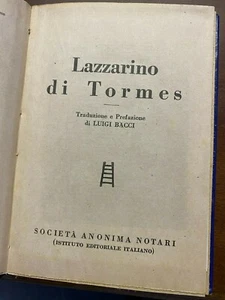 Lazzarino
di Tormes
Traduzione e Prefazione
di LUIGI BACCI
SOCIETÀ ANONIMA NOTARI
(ISTITUTO EDITORIALE ITALIANO)